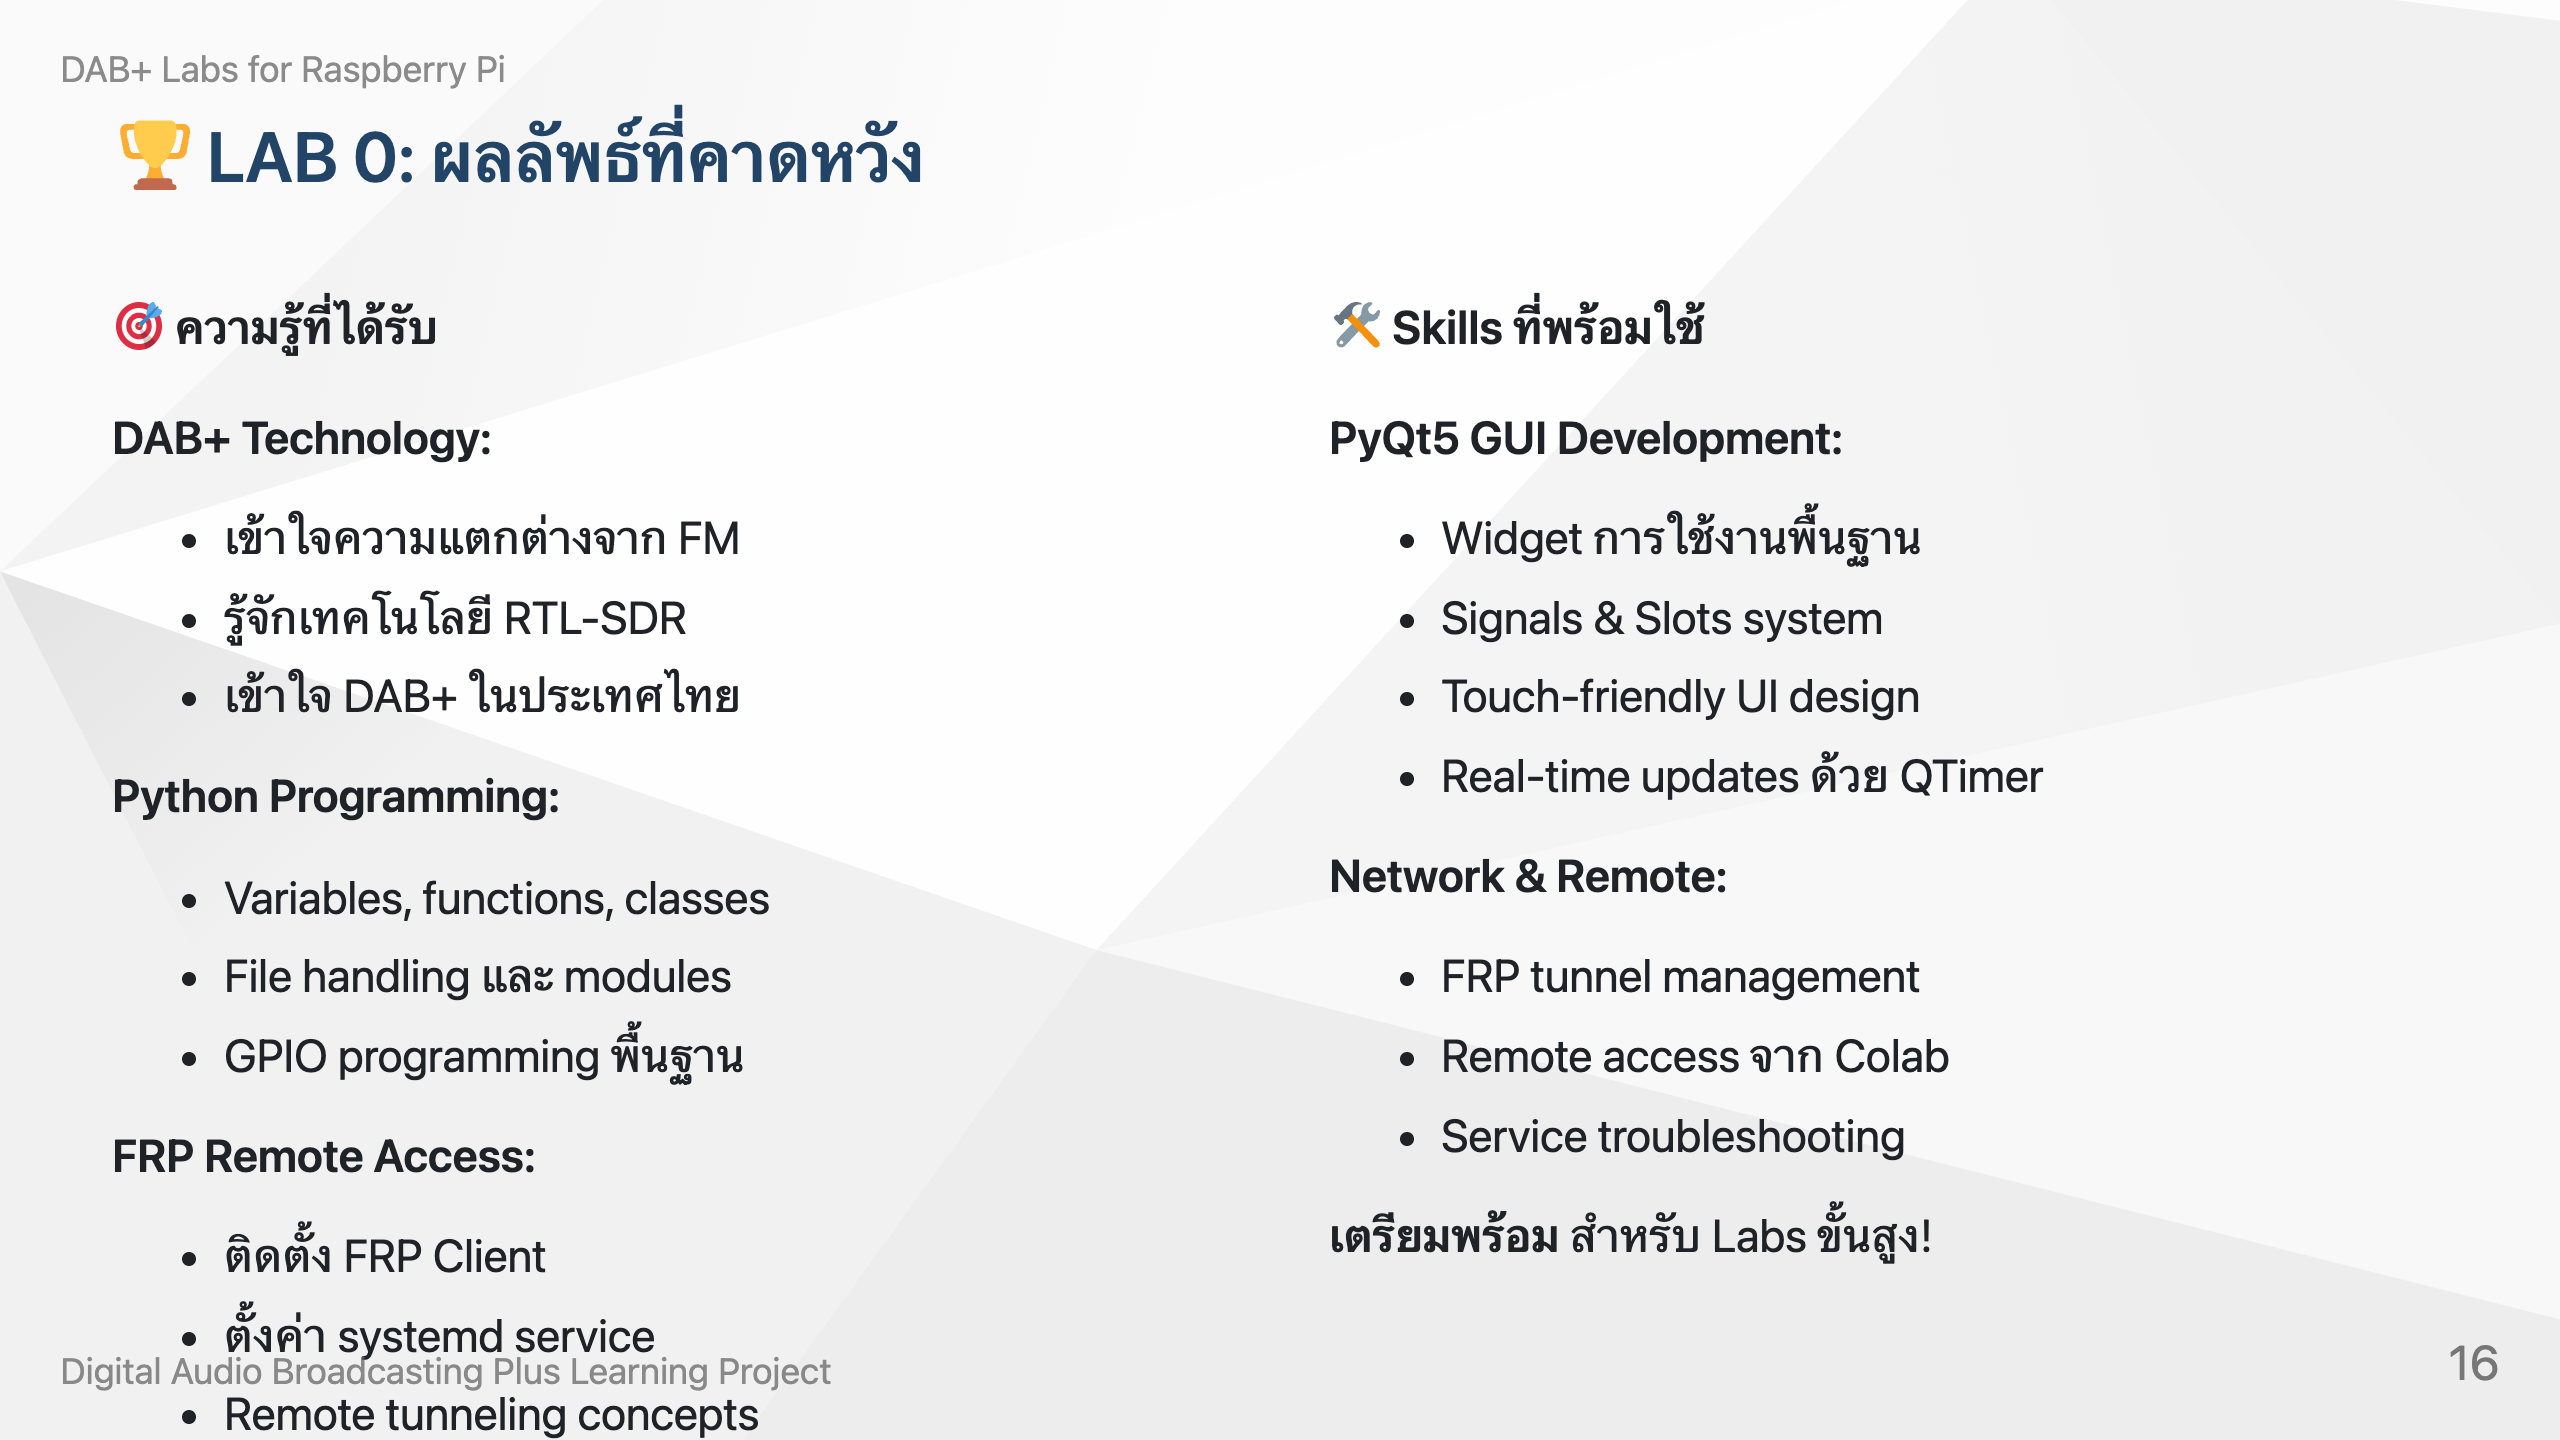 DAB+ Labs for Raspberry Pi
🏆 LAB 0: ผลลัพธ์ที่คาดหวัง
🎯 ความรู้ที่ได้รับ
DAB+ Technology:
• เข้าใจความแตกต่างจาก FM
• รู้จักเทคโนโลยี RTL-SDR
• เข้าใจ DAB+ ในประเทศไทย
Python Programming:
• Variables, functions, classes
• File handling และ modules
• GPIO programming พื้นฐาน
FRP Remote Access:
• ติดตั้ง FRP Client
• ตั้งค่า systemd service
• Remote tunneling concepts
🛠️ Skills ที่พร้อมใช้
PyQt5 GUI Development:
• Widget การใช้งานพื้นฐาน
• Signals & Slots system
• Touch-friendly UI design
• Real-time updates ด้วย QTimer
Network & Remote:
• FRP tunnel management
• Remote access จาก Colab
• Service troubleshooting
เตรียมพร้อม สำหรับ Labs ขั้นสูง!
Digital Audio Broadcasting Plus Learning Project
16